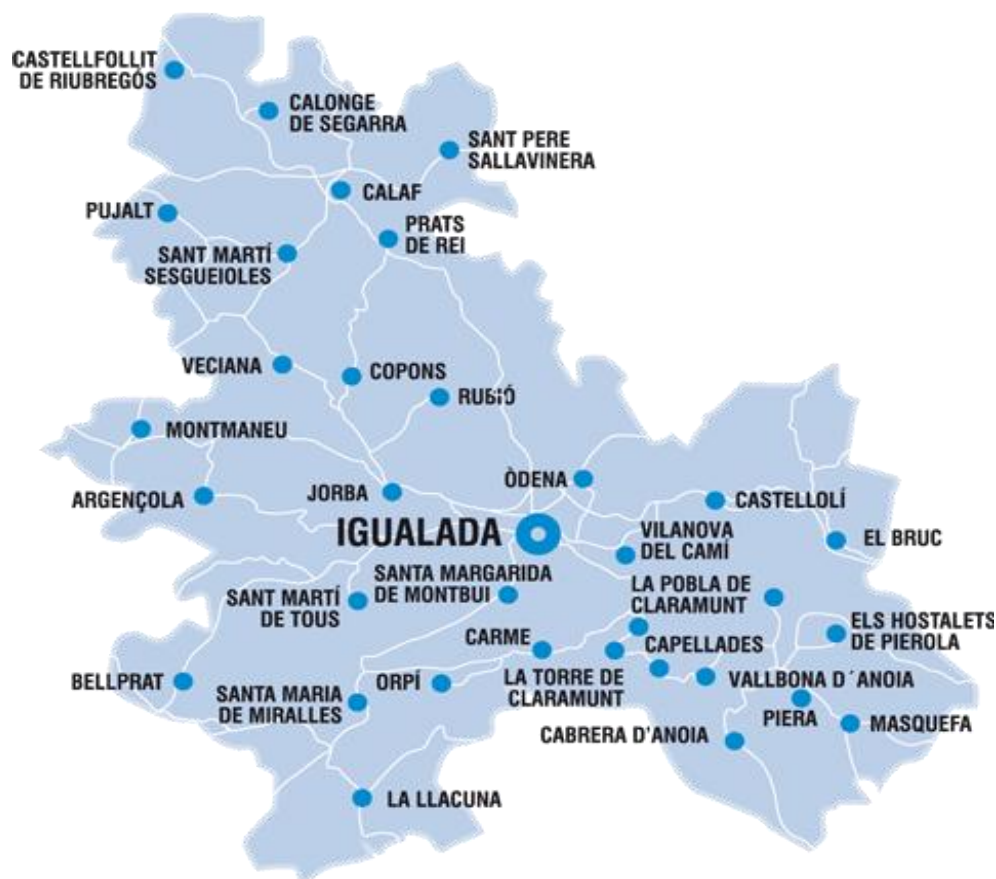 CASTELLFOLLIT
DE RIUBREGÓS
CALONGE
DE SEGARRA
SANT PERE
SALLAVINERA
CALAF
PUJALT
PRATS
DE REI
SANT MARTÍ
SESGUEIOLES
VECIANA
COPONS
RUBIÓ
MONTMANEU
ARGENÇOLA
JORBA
ÒDENA
CASTELLOLÍ
IGUALADA
VILANOVA
DEL CAMÍ
EL BRUC
SANTA MARGARIDA
DE MONTBUI
SANT MARTÍ
DE TOUS
LA POBLA DE
CLARAMUNT
ELS HOSTALETS
DE PIEROLA
CARME
CAPELLADES
BELLPRAT
SANTA MARIA
DE MIRALLES
ORPÍ
LA TORRE DE
CLARAMUNT
VALLBONA D´ANOIA
PIERA
MASQUEFA
CABRERA D'ANOIA
LA LLACUNA